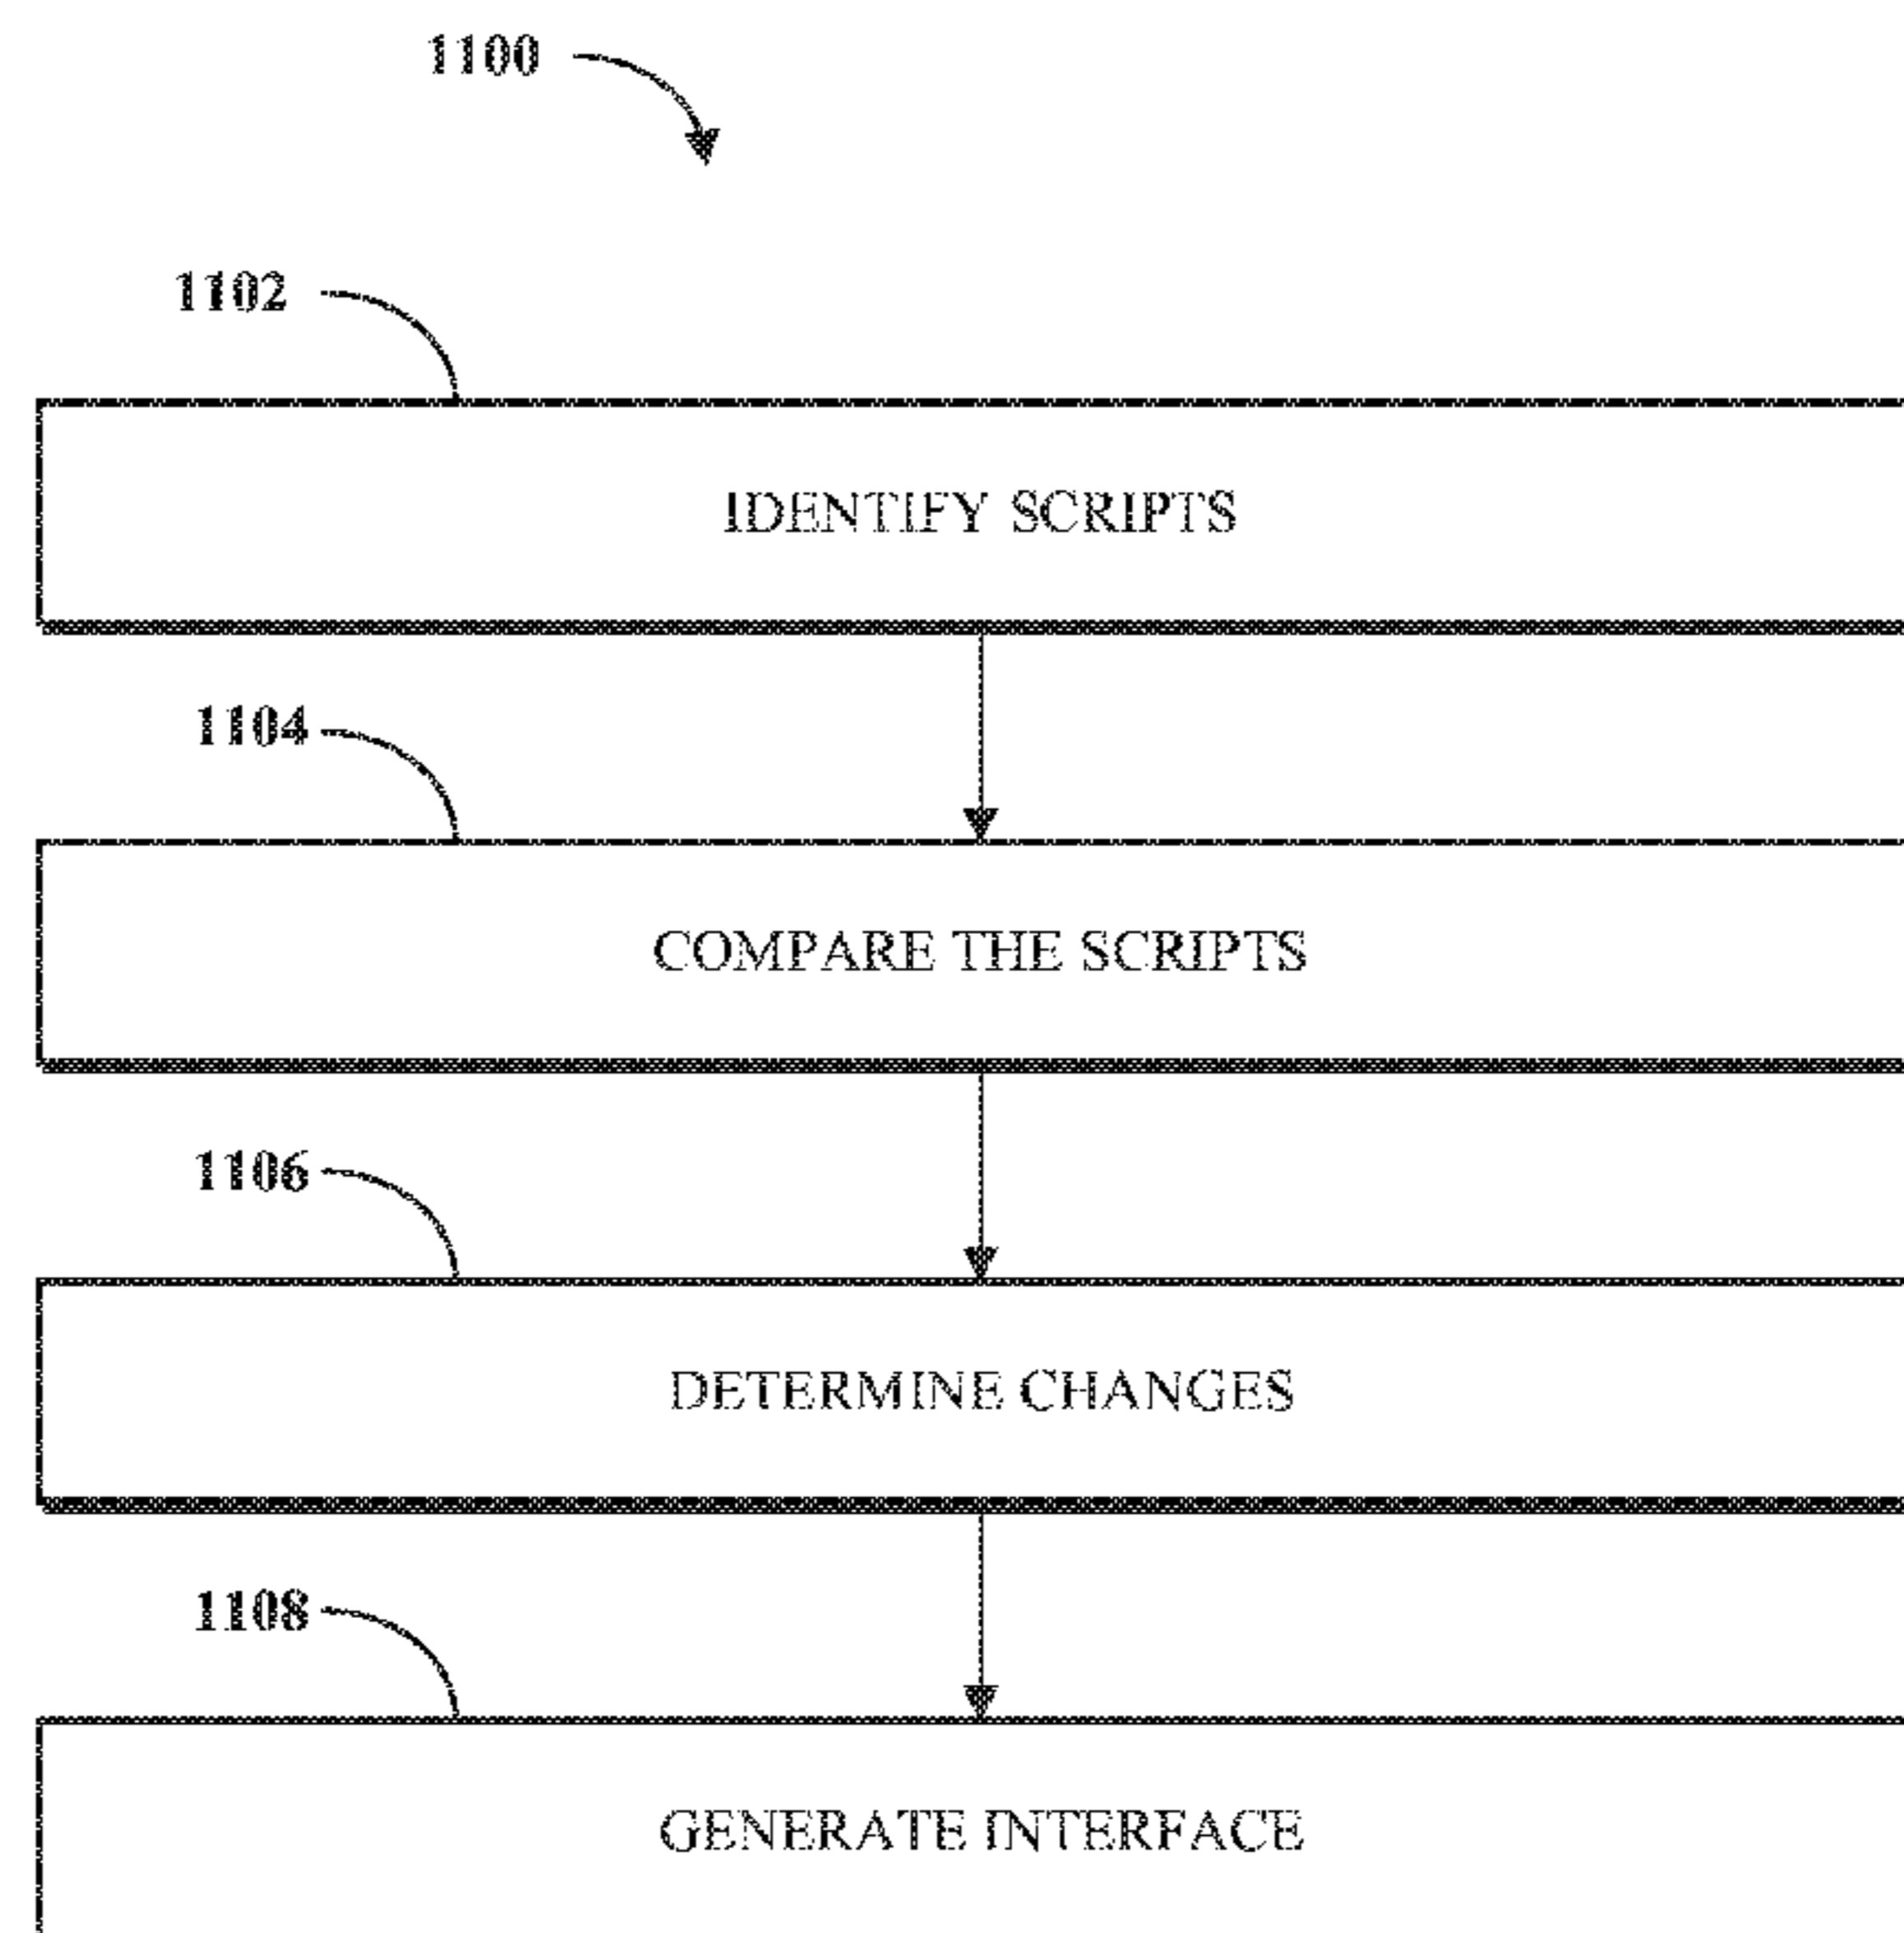 1100
1102
IDENTIFY SCRIPTS
1104
COMPARE THE SCRIPTS
1106
DETERMINE CHANGES
1108
GENERATE INTERFACE